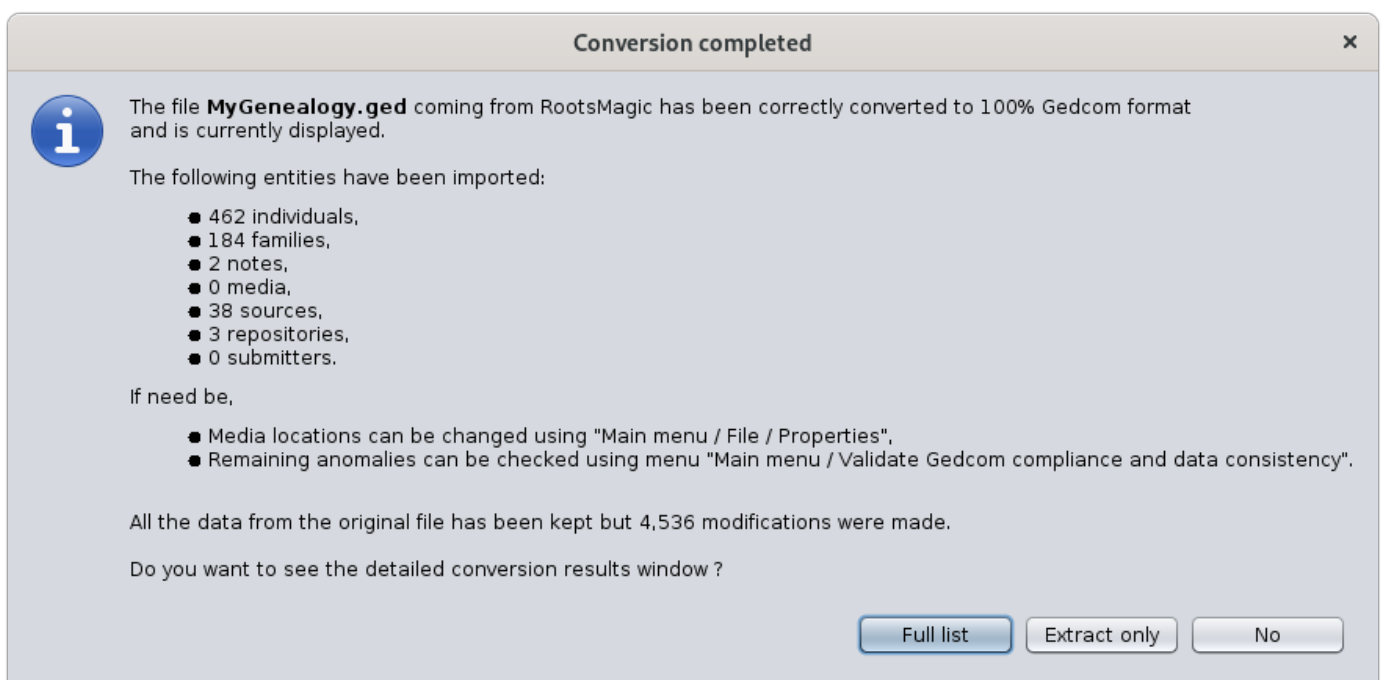 Conversion completed
The file MyGenealogy.ged coming from RootsMagic has been correctly converted to 100% Gedcom format
and is currently displayed.
The following entities have been imported:
● 462 individuals,
● 184 families,
● 2 notes,
● 0 media,
● 38 sources,
● 3 repositories,
● 0 submitters.
If need be,
● Media locations can be changed using "Main menu / File / Properties",
● Remaining anomalies can be checked using menu "Main menu / Validate Gedcom compliance and data consistency".
All the data from the original file has been kept but 4,536 modifications were made.
Do you want to see the detailed conversion results window ?
Full list
Extract only
No